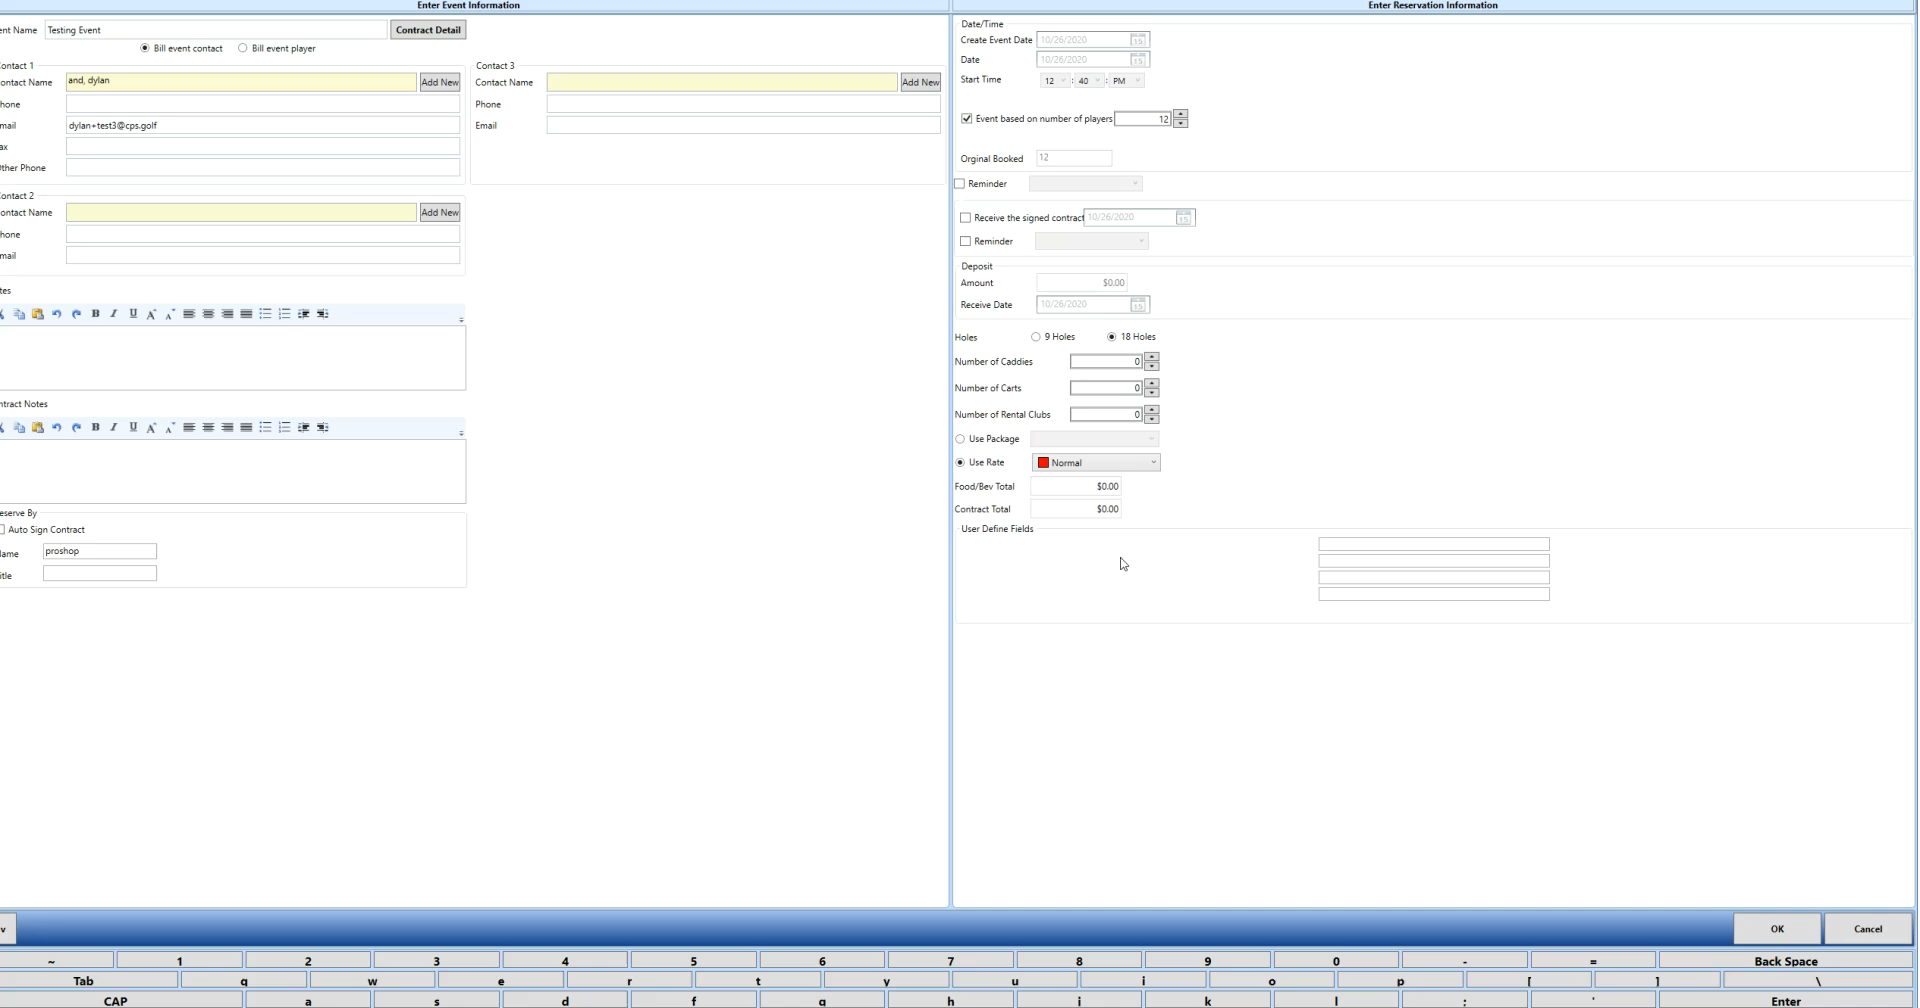 Enter Event Information
ent Name Testing Event Contract Detail
Bill event contact Bill event player
ontact 1
ontact Name and, dylan Add New
hone
mail dylan+test3@cps.golf
ax
ther Phone
Contact 3
Contact Name Add New
Phone
Email
ontact 2
ontact Name Add New
hone
mail
tes
B I U A A
ntract Notes
B I U A A
eserve By
Auto Sign Contract
ame proshop
itle
Enter Reservation Information
Date/Time
Create Event Date 10/26/2020 15
Date 10/26/2020 15
Start Time 12 : 40 : PM
Event based on number of players 12
Orginal Booked 12
Reminder
Receive the signed contract 10/26/2020 15
Reminder
Deposit
Amount $0.00
Receive Date 10/26/2020 15
Holes 9 Holes 18 Holes
Number of Caddies 0
Number of Carts 0
Number of Rental Clubs 0
Use Package
Use Rate Normal
Food/Bev Total $0.00
Contract Total $0.00
User Define Fields
v OK Cancel
~ 1 2 3 4 5 6 7 8 9 0 - = Back Space
Tab q w e r t y u i o p [ ] \
CAP a s d f g h j k l ; ' Enter